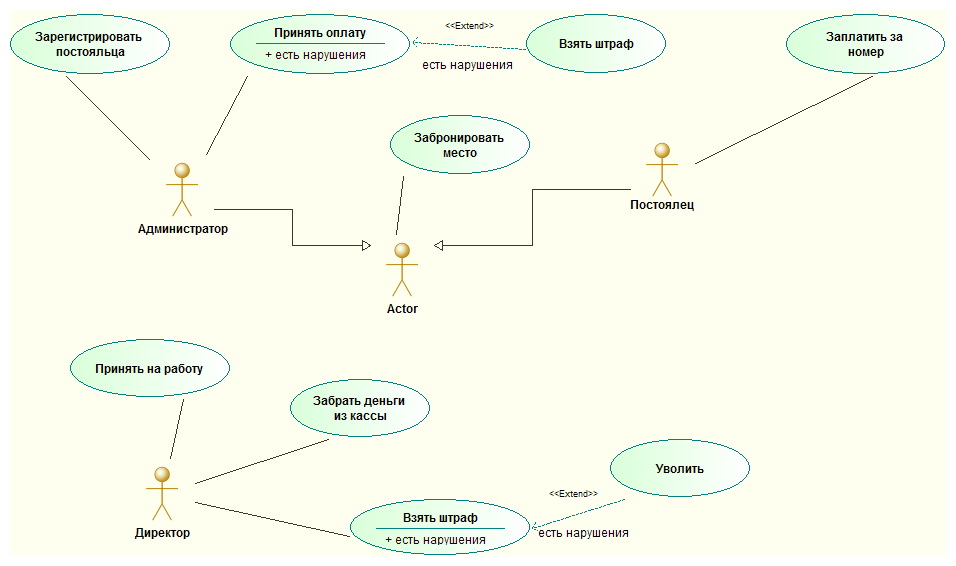 Зарегистрировать
постояльца
Принять оплату
+ есть нарушения
<<Extend>>
есть нарушения
Взять штраф
Заплатить за
номер
Забронировать
место
Администратор
Постоялец
Actor
Принять на работу
Забрать деньги
из кассы
Директор
Взять штраф
+ есть нарушения
<<Extend>>
есть нарушения
Уволить